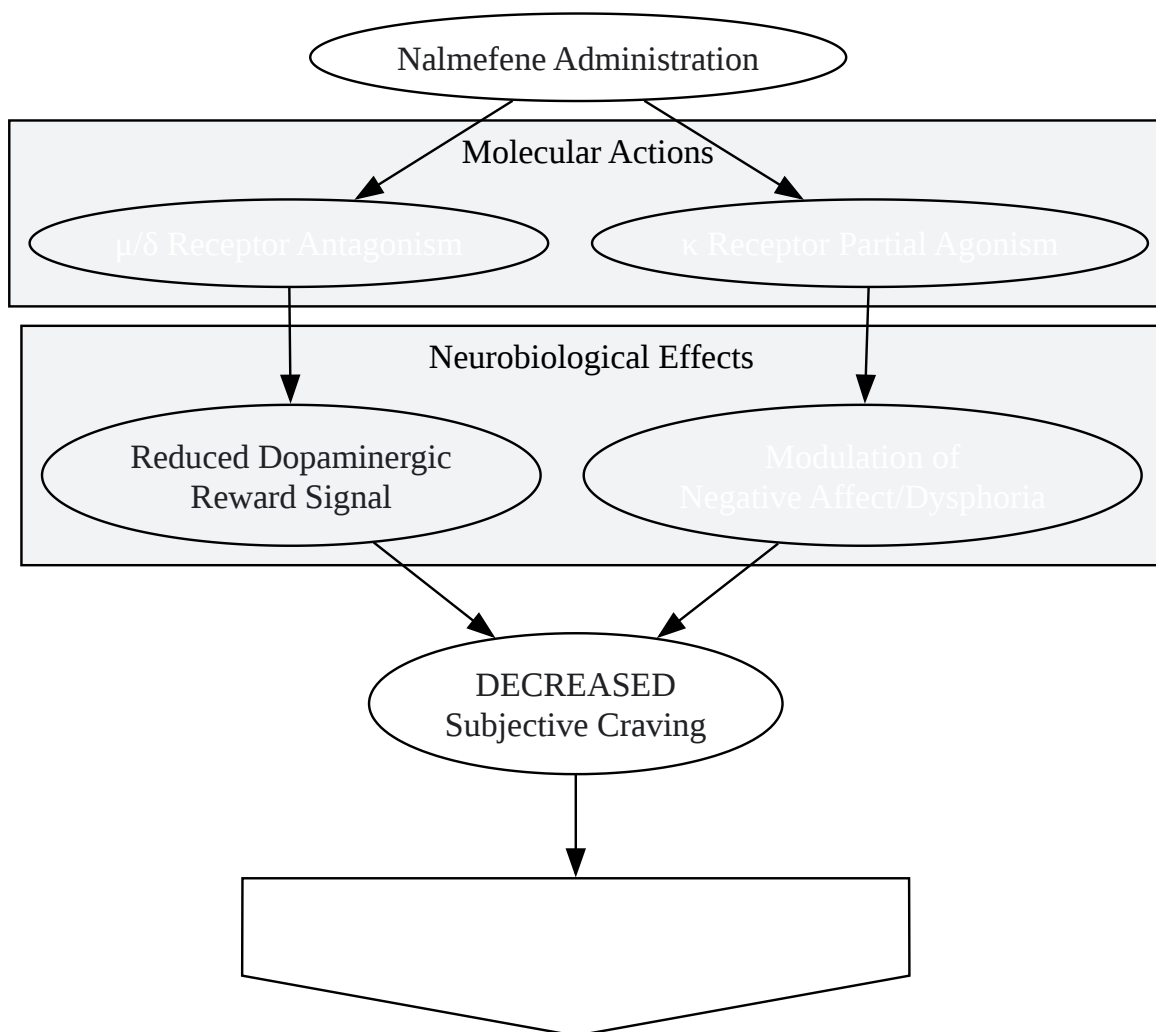 Nalmefene Administration
Molecular Actions
μ/δ Receptor Antagonism
κ Receptor Partial Agonism
Neurobiological Effects
Reduced Dopaminergic
Reward Signal
Modulation of
Negative Affect/Dysphoria
DECREASED
Subjective Craving